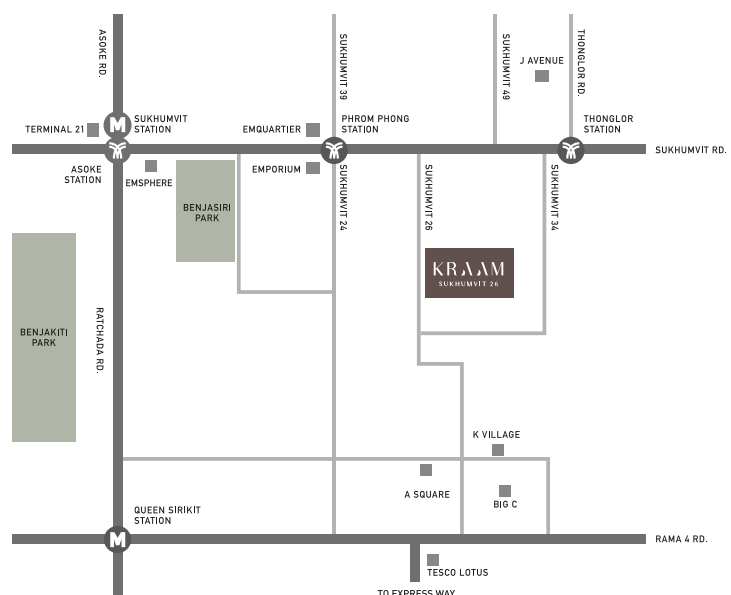 ASOKE RD.
SUKHUMVIT 39
SUKHUMVIT 49
J AVENUE
THONGLOR RD.
TERMINAL 21
SUKHUMVIT
STATION
EMQUARTIER
PHROM PHONG
STATION
THONGLOR
STATION
SUKHUMVIT RD.
ASOKE
STATION
EMSPHERE
EMPORIUM
SUKHUMVIT 24
SUKHUMVIT 26
SUKHUMVIT 34
BENJASIRI
PARK
KRAAM
SUKHUMVIT 26
BENJAKITI
PARK
RATCHADA RD.
K VILLAGE
A SQUARE
BIG C
QUEEN SIRIKIT
STATION
RAMA 4 RD.
TESCO LOTUS
TO EXPRESS WAY